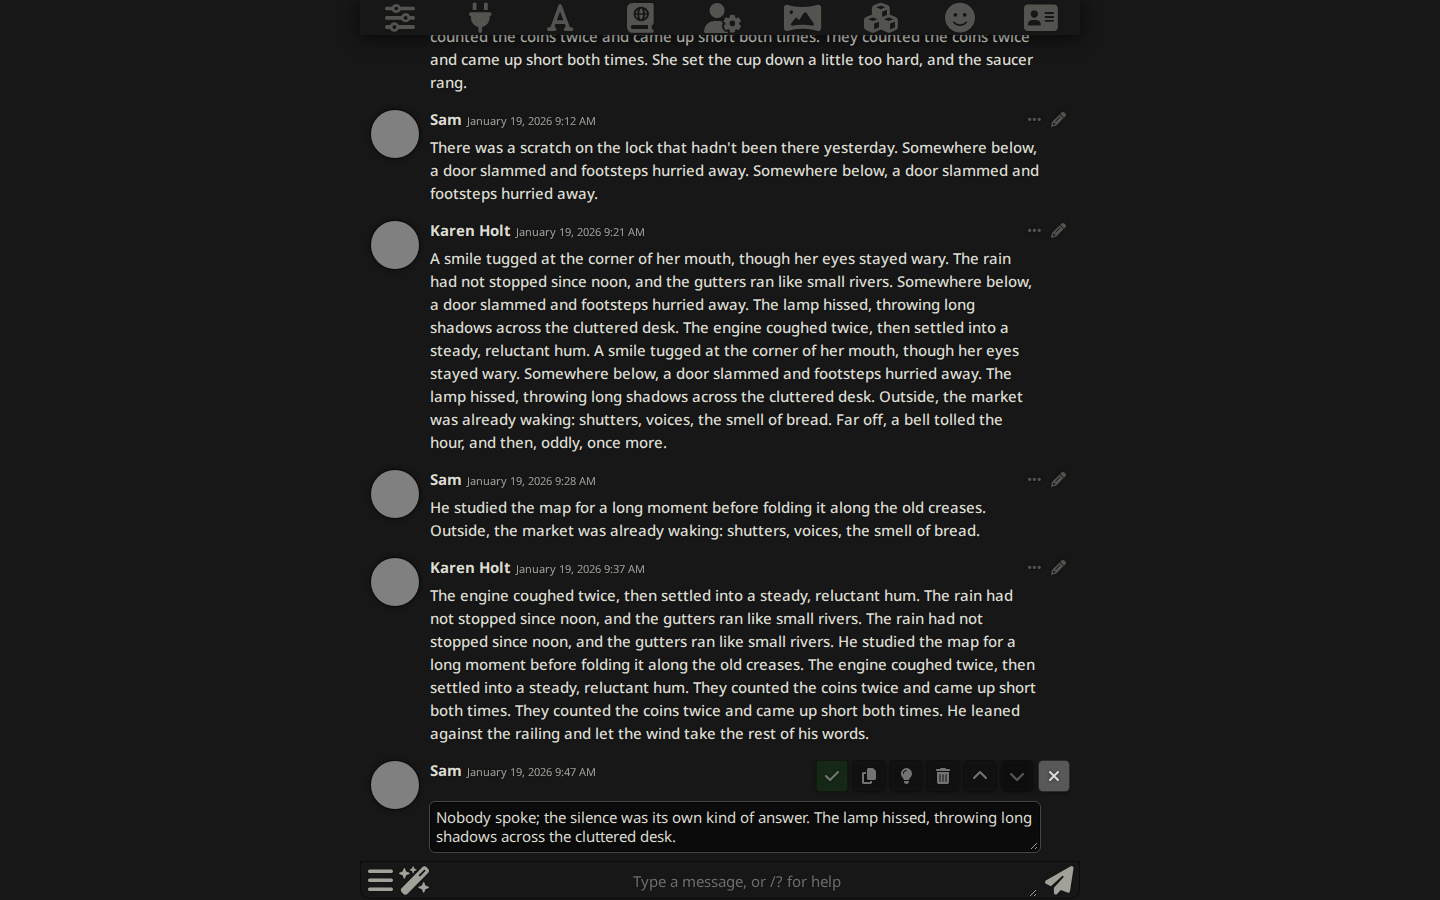 counted the coins twice and came up short both times. They counted the coins twice
and came up short both times. She set the cup down a little too hard, and the saucer
rang.
Sam January 19, 2026 9:12 AM
There was a scratch on the lock that hadn't been there yesterday. Somewhere below,
a door slammed and footsteps hurried away. Somewhere below, a door slammed and
footsteps hurried away.
Karen Holt January 19, 2026 9:21 AM
A smile tugged at the corner of her mouth, though her eyes stayed wary. The rain
had not stopped since noon, and the gutters ran like small rivers. Somewhere below,
a door slammed and footsteps hurried away. The lamp hissed, throwing long
shadows across the cluttered desk. The engine coughed twice, then settled into a
steady, reluctant hum. A smile tugged at the corner of her mouth, though her eyes
stayed wary. Somewhere below, a door slammed and footsteps hurried away. The
lamp hissed, throwing long shadows across the cluttered desk. Outside, the market
was already waking: shutters, voices, the smell of bread. Far off, a bell tolled the
hour, and then, oddly, once more.
Sam January 19, 2026 9:28 AM
He studied the map for a long moment before folding it along the old creases.
Outside, the market was already waking: shutters, voices, the smell of bread.
Karen Holt January 19, 2026 9:37 AM
The engine coughed twice, then settled into a steady, reluctant hum. The rain had
not stopped since noon, and the gutters ran like small rivers. The rain had not
stopped since noon, and the gutters ran like small rivers. He studied the map for a
long moment before folding it along the old creases. The engine coughed twice, then
settled into a steady, reluctant hum. They counted the coins twice and came up short
both times. They counted the coins twice and came up short both times. He leaned
against the railing and let the wind take the rest of his words.
Sam January 19, 2026 9:47 AM
Nobody spoke; the silence was its own kind of answer. The lamp hissed, throwing long
shadows across the cluttered desk.
Type a message, or /? for help